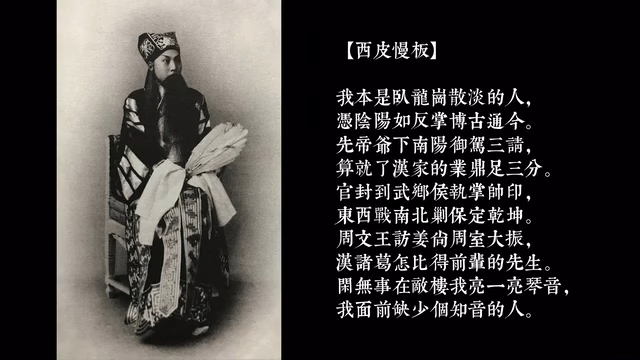 【西皮慢板】
我本是臥龍崗散淡的人,
憑陰陽如反掌博古通今。
先帝爺下南陽御駕三請,
算就了漢家的業鼎足三分。
官封到武鄉侯執掌帥印,
東西戰南北剿保定乾坤。
周文王訪姜尚周室大振,
漢諸葛怎比得前輩的先生。
閑無事在敵樓我亮一亮琴音,
我面前缺少個知音的人。